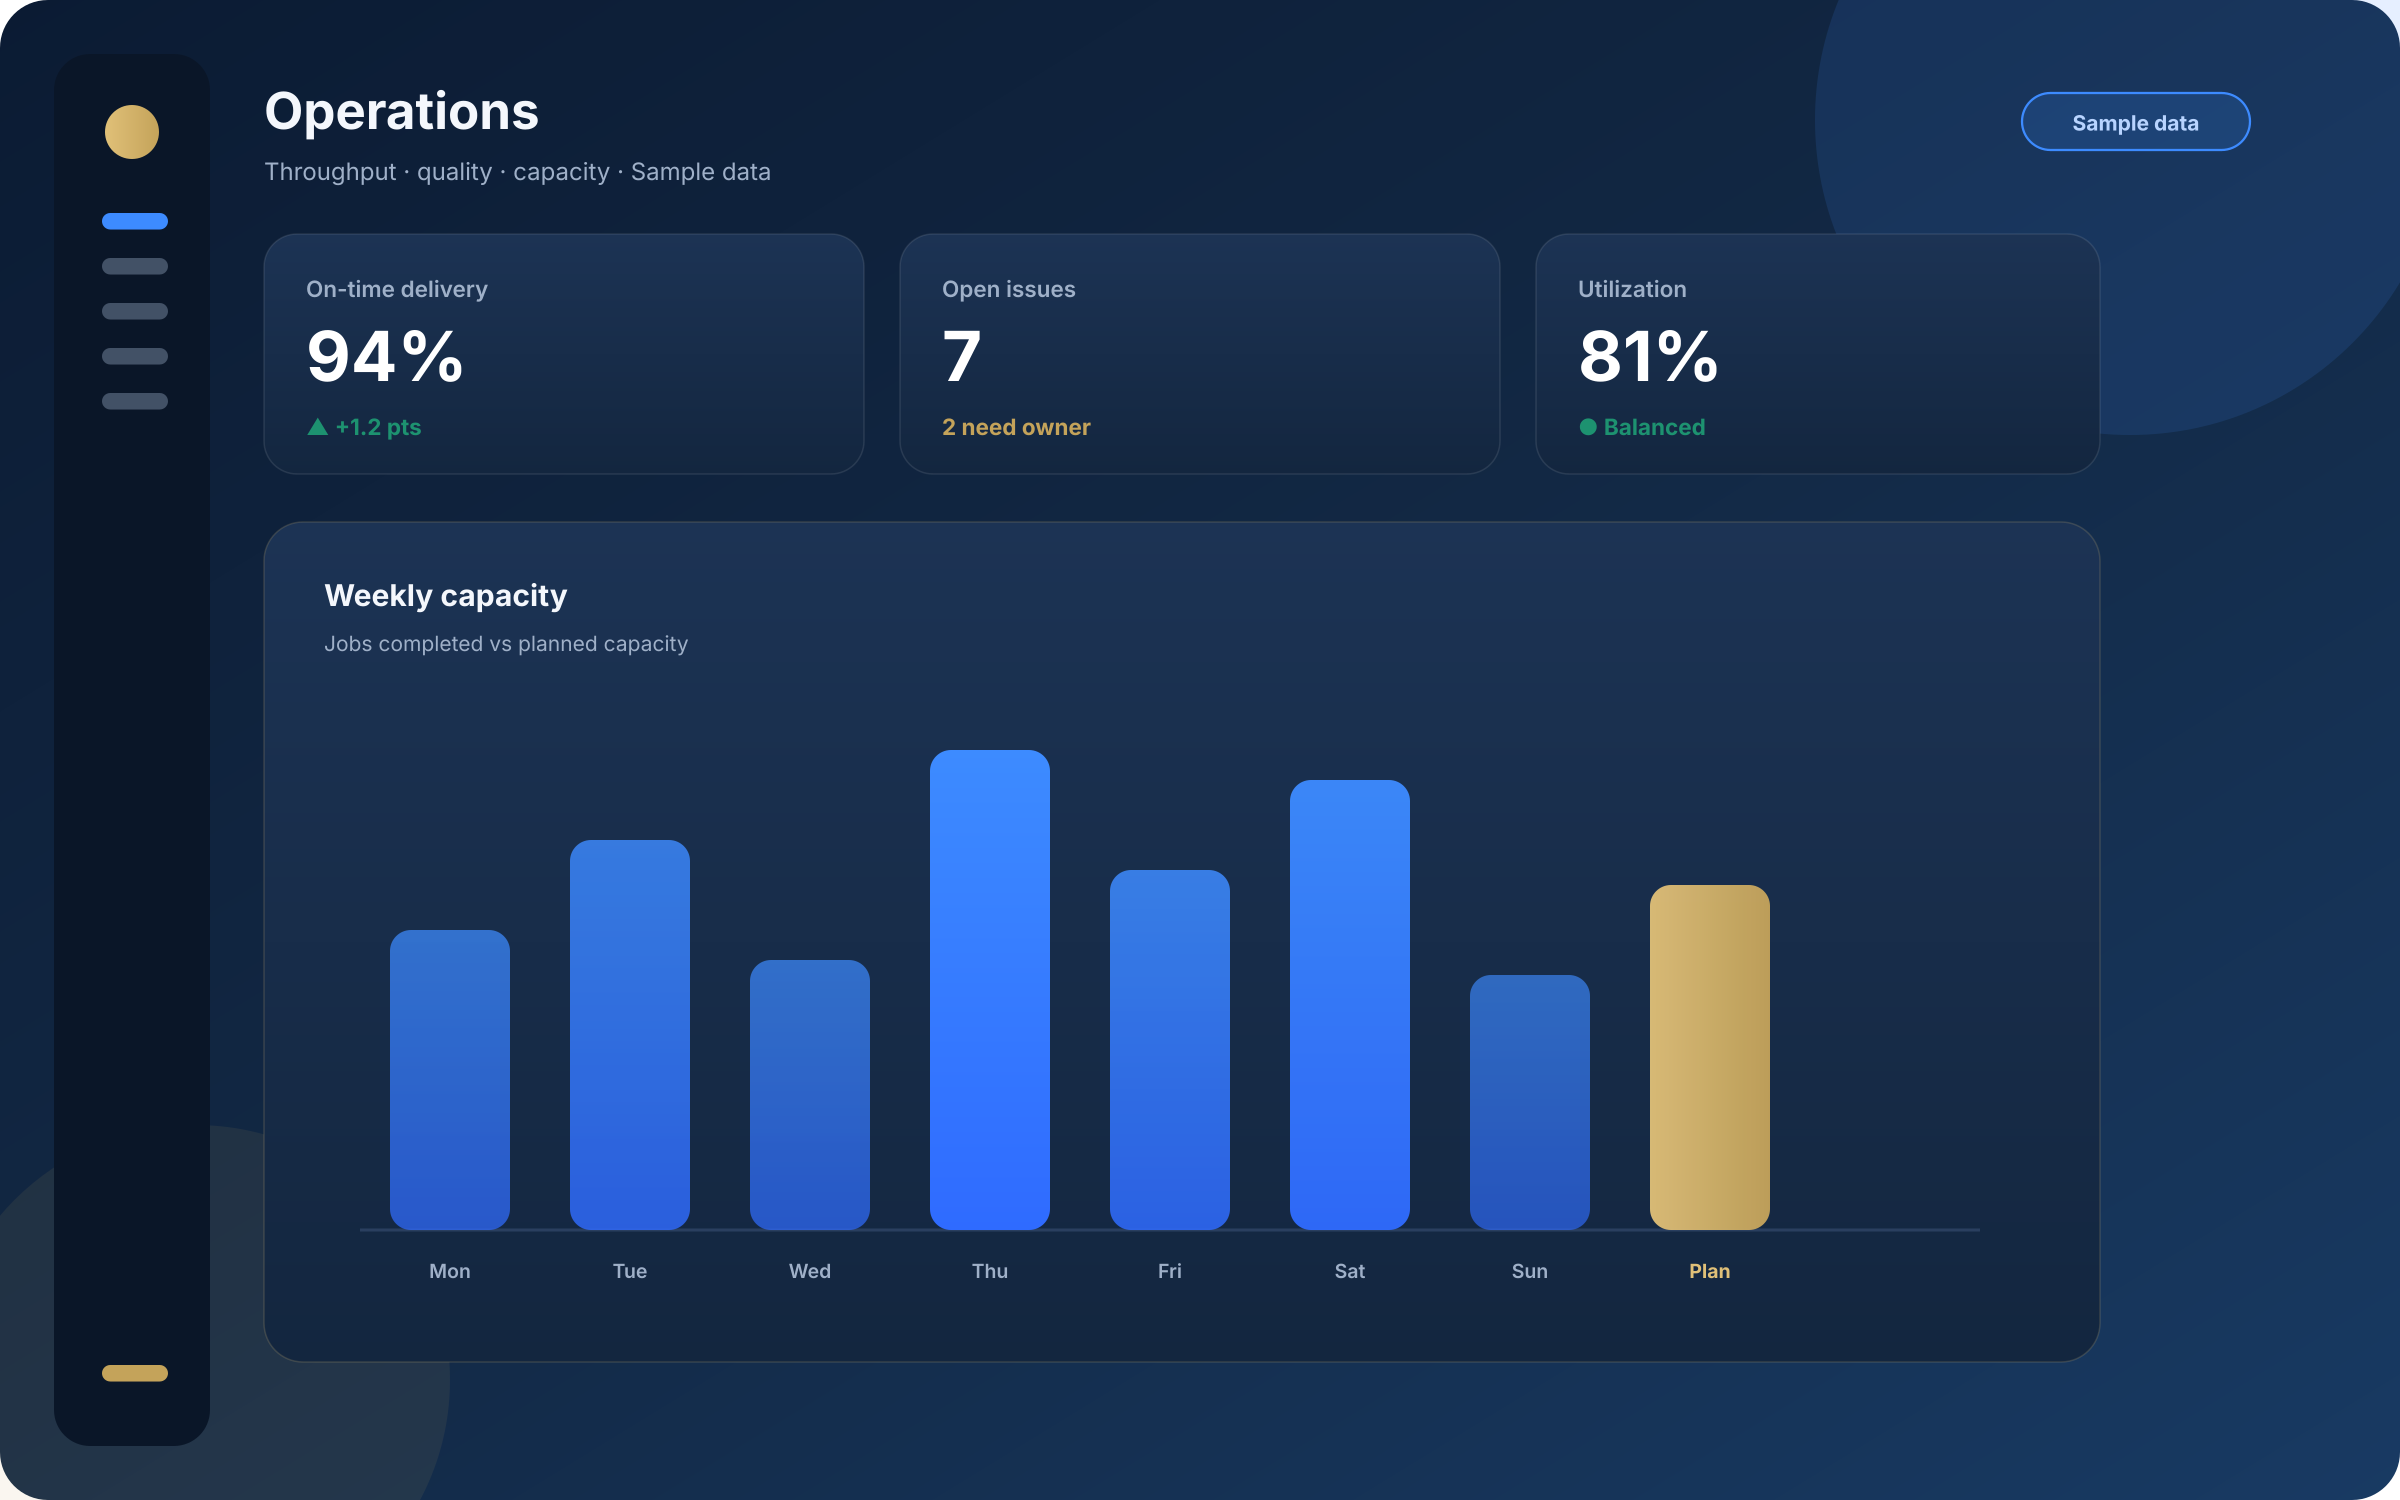 Operations
Throughput · quality · capacity · Sample data
Sample data
On-time delivery
94%
▲ +1.2 pts
Open issues
7
2 need owner
Utilization
81%
● Balanced
Weekly capacity
Jobs completed vs planned capacity
Mon Tue Wed Thu Fri Sat Sun Plan